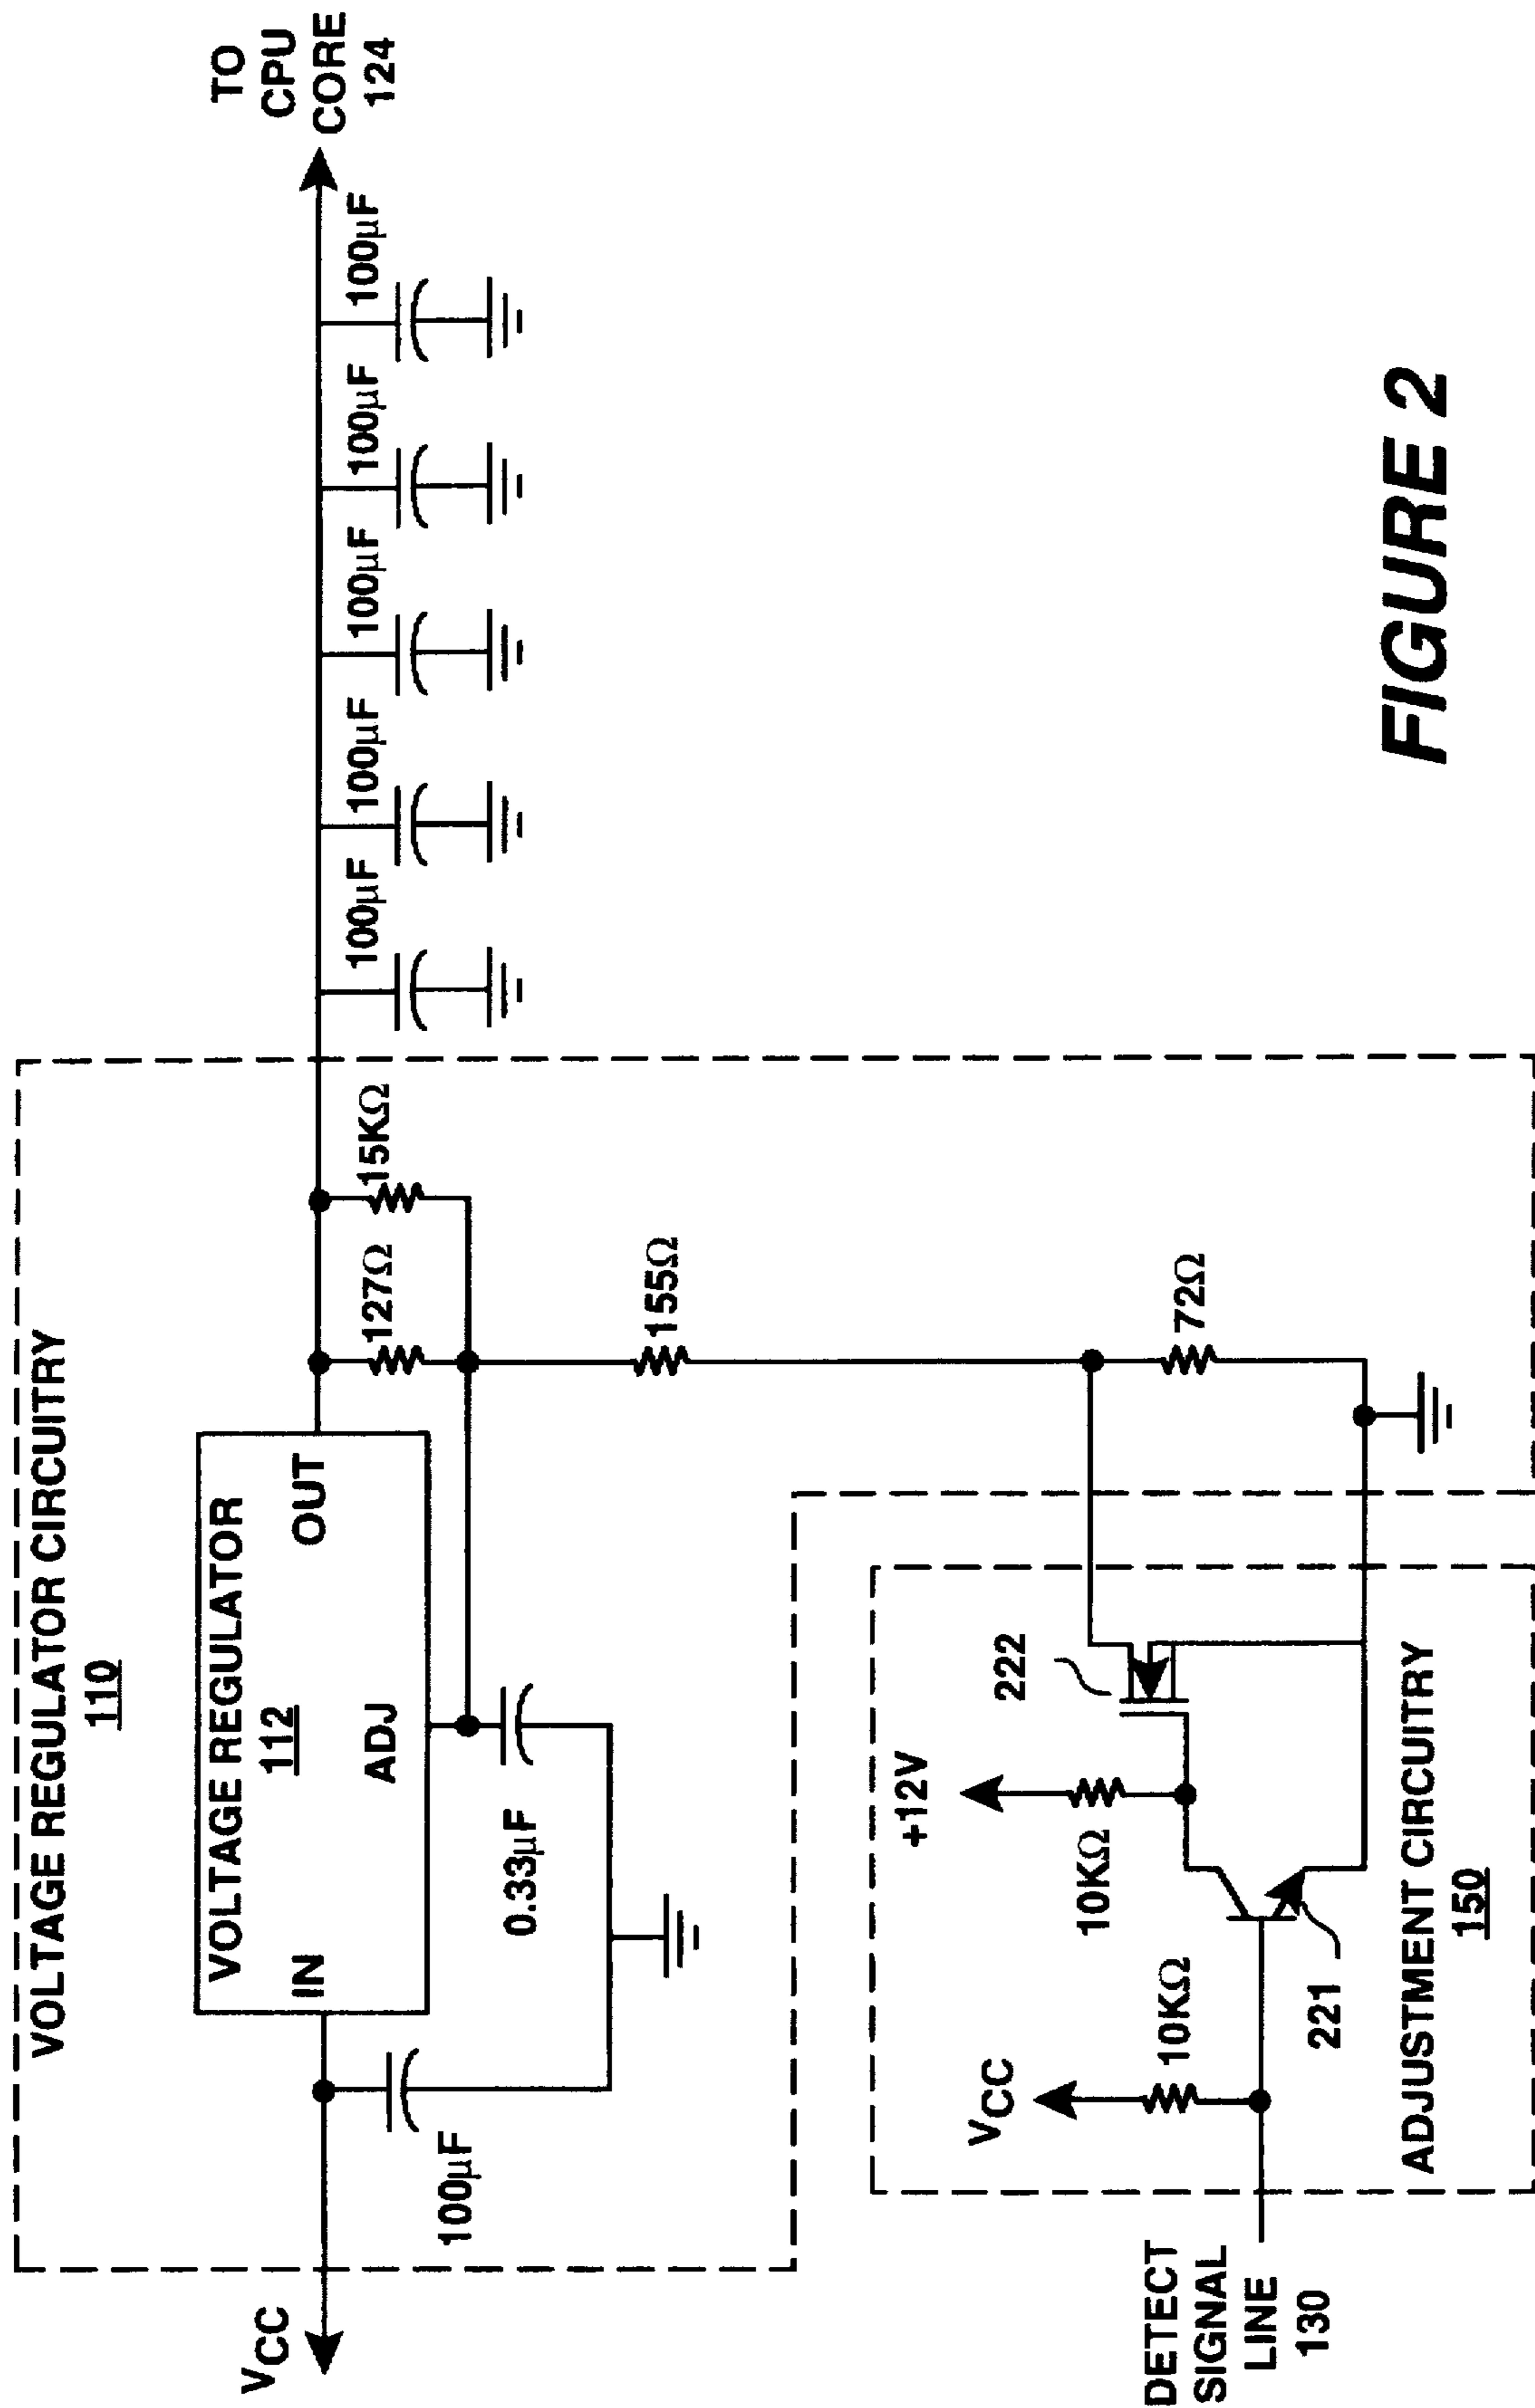 VOLTAGE REGULATOR CIRCUITRY
110
VCC
100µF
VOLTAGE REGULATOR
112
IN
OUT
ADJ
0.33µF
127Ω
15KΩ
155Ω
72Ω
100µF
100µF
100µF
100µF
100µF
TO
CPU
CORE
124
DETECT
SIGNAL
LINE
130
VCC
10KΩ
+12V
10KΩ
222
221
ADJUSTMENT CIRCUITRY
150
FIGURE 2